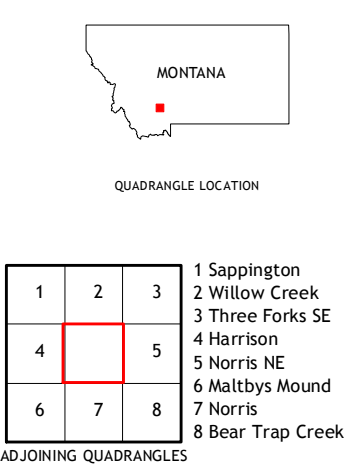 MONTANA
QUADRANGLE LOCATION
1 2 3
4 5
6 7 8
1 Sappington
2 Willow Creek
3 Three Forks SE
4 Harrison
5 Norris NE
6 Maltbys Mound
7 Norris
8 Bear Trap Creek
ADJOINING QUADRANGLES